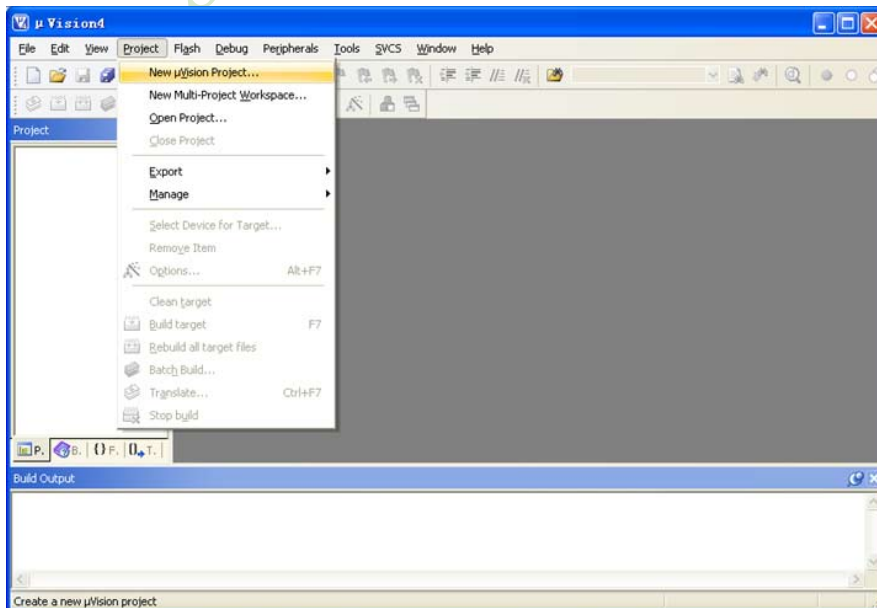 µ Vision4
File Edit View Project Flash Debug Peripherals Tools SVCS Window Help
New µVision Project...
New Multi-Project Workspace...
Open Project...
Close Project
Export
Manage
Select Device for Target...
Remove Item
Options... Alt+F7
Clean target
Build target F7
Rebuild all target files
Batch Build...
Translate... Ctrl+F7
Stop build
Project
P. B. {} F. T.
Build Output
Create a new µVision project